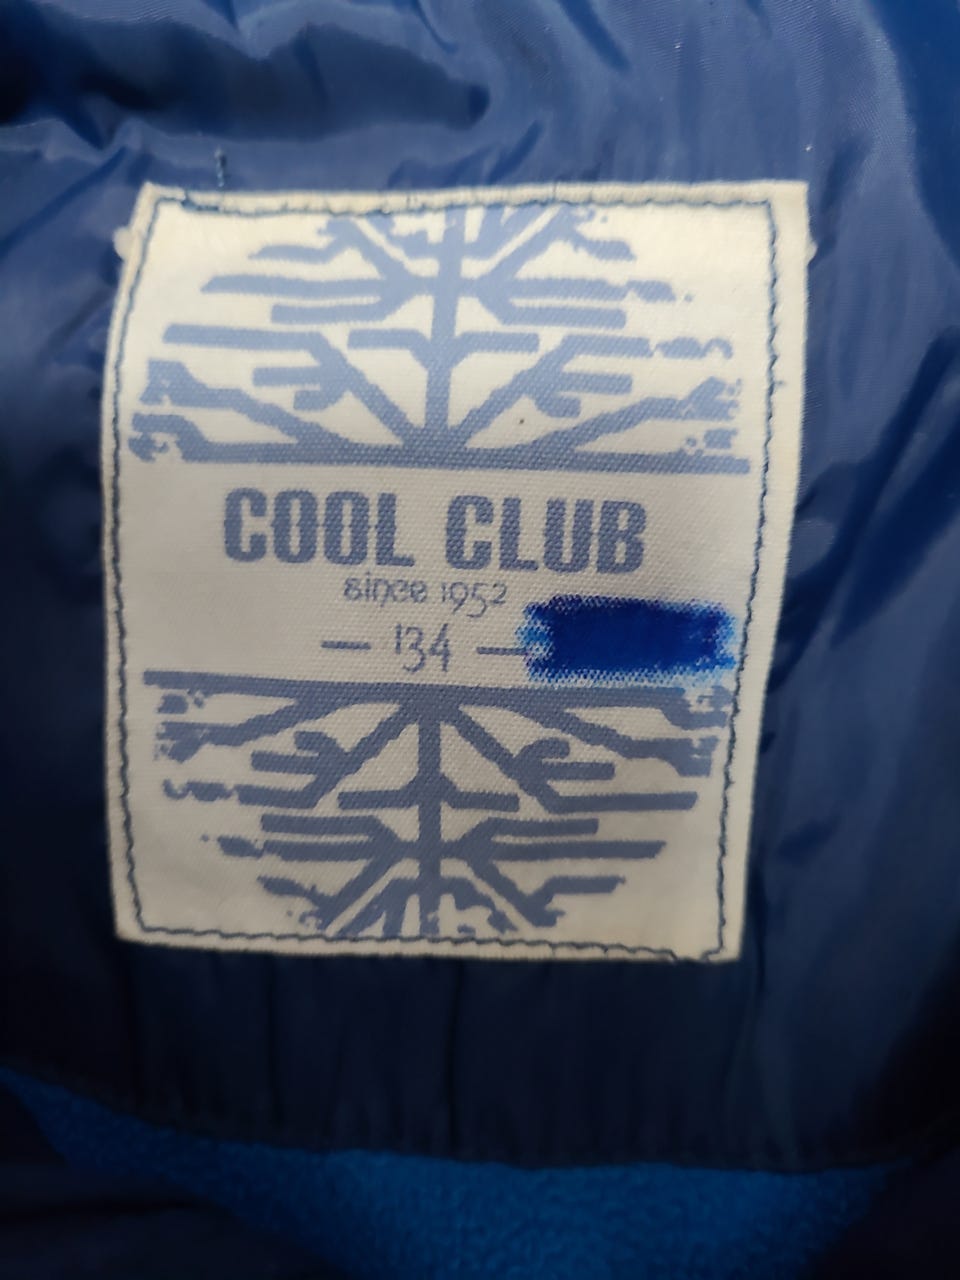 COOL CLUB
since 1952
— 134 —